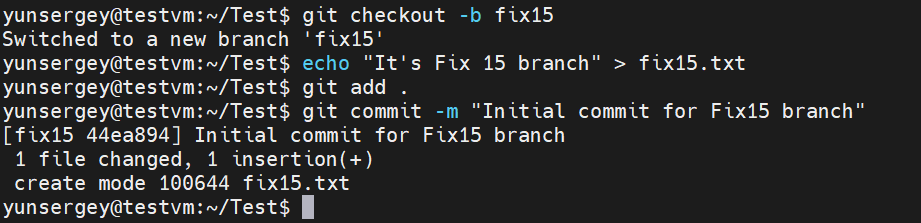 yunsergey@testvm:~/Test$ git checkout -b fix15
Switched to a new branch 'fix15'
yunsergey@testvm:~/Test$ echo "It's Fix 15 branch" > fix15.txt
yunsergey@testvm:~/Test$ git add .
yunsergey@testvm:~/Test$ git commit -m "Initial commit for Fix15 branch"
[fix15 44ea894] Initial commit for Fix15 branch
 1 file changed, 1 insertion(+)
 create mode 100644 fix15.txt
yunsergey@testvm:~/Test$